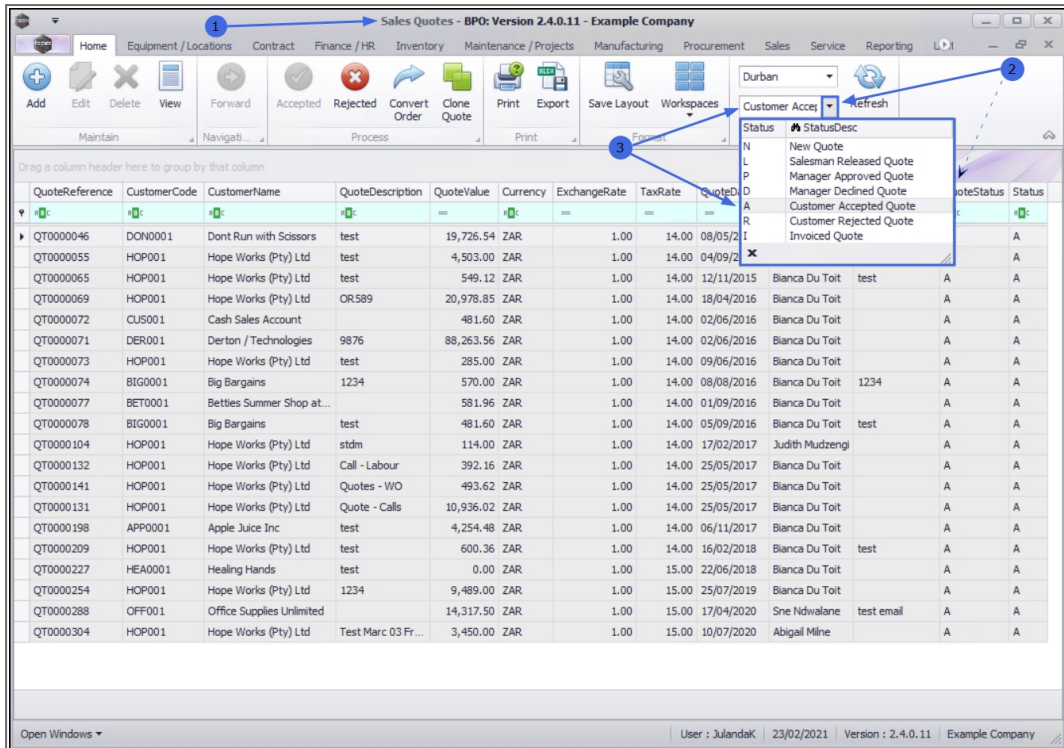 Sales Quotes - BPO: Version 2.4.0.11 - Example Company
1
Home Equipment / Locations Contract Finance / HR Inventory Maintenance / Projects Manufacturing Procurement Sales Service Reporting
2
Add Edit Delete View Forward Accepted Rejected Convert Order Clone Quote Print Export Save Layout Workspaces Durban Refresh
Customer Accep
3
Maintain Navigati... Process Print Format
Status StatusDesc
N New Quote
L Salesman Released Quote
P Manager Approved Quote
D Manager Declined Quote
A Customer Accepted Quote
R Customer Rejected Quote
I Invoiced Quote
Drag a column header here to group by that column
QuoteReference CustomerCode CustomerName QuoteDescription QuoteValue Currency ExchangeRate TaxRate QuoteDa uoteStatus Status
QT0000046 DON0001 Dont Run with Scissors test 19,726.54 ZAR 1.00 14.00 08/05/2 A
QT0000055 HOP001 Hope Works (Pty) Ltd test 4,503.00 ZAR 1.00 14.00 04/09/2 A
QT0000065 HOP001 Hope Works (Pty) Ltd test 549.12 ZAR 1.00 14.00 12/11/2015 Bianca Du Toit test A A
QT0000069 HOP001 Hope Works (Pty) Ltd OR589 20,978.85 ZAR 1.00 14.00 18/04/2016 Bianca Du Toit A A
QT0000072 CUS001 Cash Sales Account 481.60 ZAR 1.00 14.00 02/06/2016 Bianca Du Toit A A
QT0000071 DER001 Derton / Technologies 9876 88,263.56 ZAR 1.00 14.00 02/06/2016 Bianca Du Toit A A
QT0000073 HOP001 Hope Works (Pty) Ltd test 285.00 ZAR 1.00 14.00 09/06/2016 Bianca Du Toit A A
QT0000074 BIG0001 Big Bargains 1234 570.00 ZAR 1.00 14.00 08/08/2016 Bianca Du Toit 1234 A A
QT0000077 BET0001 Betties Summer Shop at... 581.96 ZAR 1.00 14.00 01/09/2016 Bianca Du Toit A A
QT0000078 BIG0001 Big Bargains test 481.60 ZAR 1.00 14.00 05/09/2016 Bianca Du Toit test A A
QT0000104 HOP001 Hope Works (Pty) Ltd stdm 114.00 ZAR 1.00 14.00 17/02/2017 Judith Mudzengi A A
QT0000132 HOP001 Hope Works (Pty) Ltd Call - Labour 392.16 ZAR 1.00 14.00 25/05/2017 Bianca Du Toit A A
QT0000141 HOP001 Hope Works (Pty) Ltd Quotes - WO 493.62 ZAR 1.00 14.00 25/05/2017 Bianca Du Toit A A
QT0000131 HOP001 Hope Works (Pty) Ltd Quote - Calls 10,936.02 ZAR 1.00 14.00 25/05/2017 Bianca Du Toit A A
QT0000198 APP0001 Apple Juice Inc test 4,254.48 ZAR 1.00 14.00 06/11/2017 Bianca Du Toit A A
QT0000209 HOP001 Hope Works (Pty) Ltd test 600.36 ZAR 1.00 14.00 16/02/2018 Bianca Du Toit test A A
QT0000227 HEA0001 Healing Hands test 0.00 ZAR 1.00 15.00 22/06/2018 Bianca Du Toit A A
QT0000254 HOP001 Hope Works (Pty) Ltd 1234 9,489.00 ZAR 1.00 15.00 25/07/2019 Bianca Du Toit A A
QT0000288 OFF001 Office Supplies Unlimited 14,317.50 ZAR 1.00 15.00 17/04/2020 Sne Ndwalane test email A A
QT0000304 HOP001 Hope Works (Pty) Ltd Test Marc 03 Fr... 3,450.00 ZAR 1.00 15.00 10/07/2020 Abigail Milne A A
Open Windows User : JulandaK 23/02/2021 Version : 2.4.0.11 Example Company